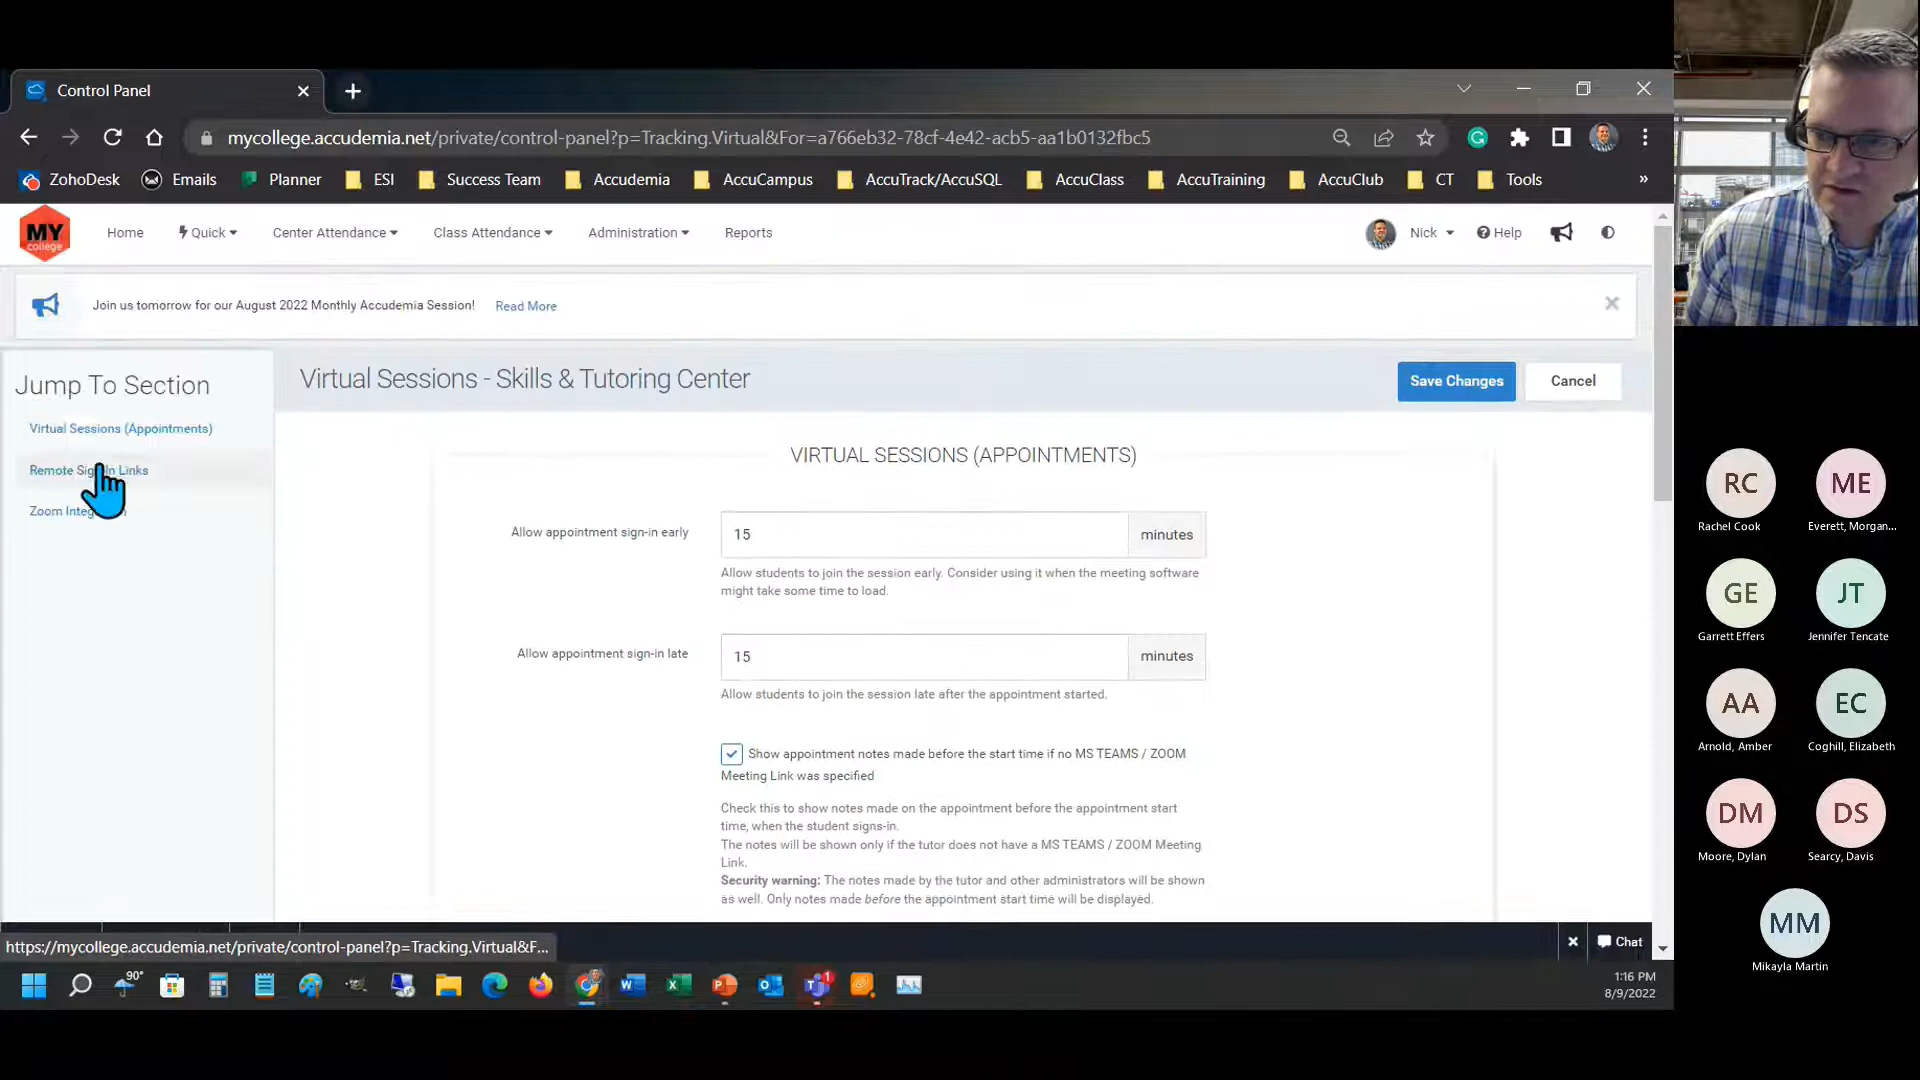 Control Panel
mycollege.accudemia.net/private/control-panel?p=Tracking.Virtual&For=a766eb32-78cf-4e42-acb5-aa1b0132fbc5
ZohoDesk Emails Planner ESI Success Team Accudemia AccuCampus AccuTrack/AccuSQL AccuClass AccuTraining AccuClub CT Tools »
MY
college
Home Quick Center Attendance Class Attendance Administration Reports Nick Help
Join us tomorrow for our August 2022 Monthly Accudemia Session! Read More
Jump To Section
Virtual Sessions (Appointments)
Remote Sign In Links
Zoom Integ
Virtual Sessions - Skills & Tutoring Center
Save Changes
Cancel
VIRTUAL SESSIONS (APPOINTMENTS)
Allow appointment sign-in early 15 minutes
Allow students to join the session early. Consider using it when the meeting software
might take some time to load.
Allow appointment sign-in late 15 minutes
Allow students to join the session late after the appointment started.
Show appointment notes made before the start time if no MS TEAMS / ZOOM
Meeting Link was specified
Check this to show notes made on the appointment before the appointment start
time, when the student signs-in.
The notes will be shown only if the tutor does not have a MS TEAMS / ZOOM Meeting
Link.
Security warning: The notes made by the tutor and other administrators will be shown
as well. Only notes made before the appointment start time will be displayed.
https://mycollege.accudemia.net/private/control-panel?p=Tracking.Virtual&F...
Chat
90°
1
1:16 PM
8/9/2022
RC
Rachel Cook
ME
Everett, Morgan...
GE
Garrett Effers
JT
Jennifer Tencate
AA
Arnold, Amber
EC
Coghill, Elizabeth
DM
Moore, Dylan
DS
Searcy, Davis
MM
Mikayla Martin